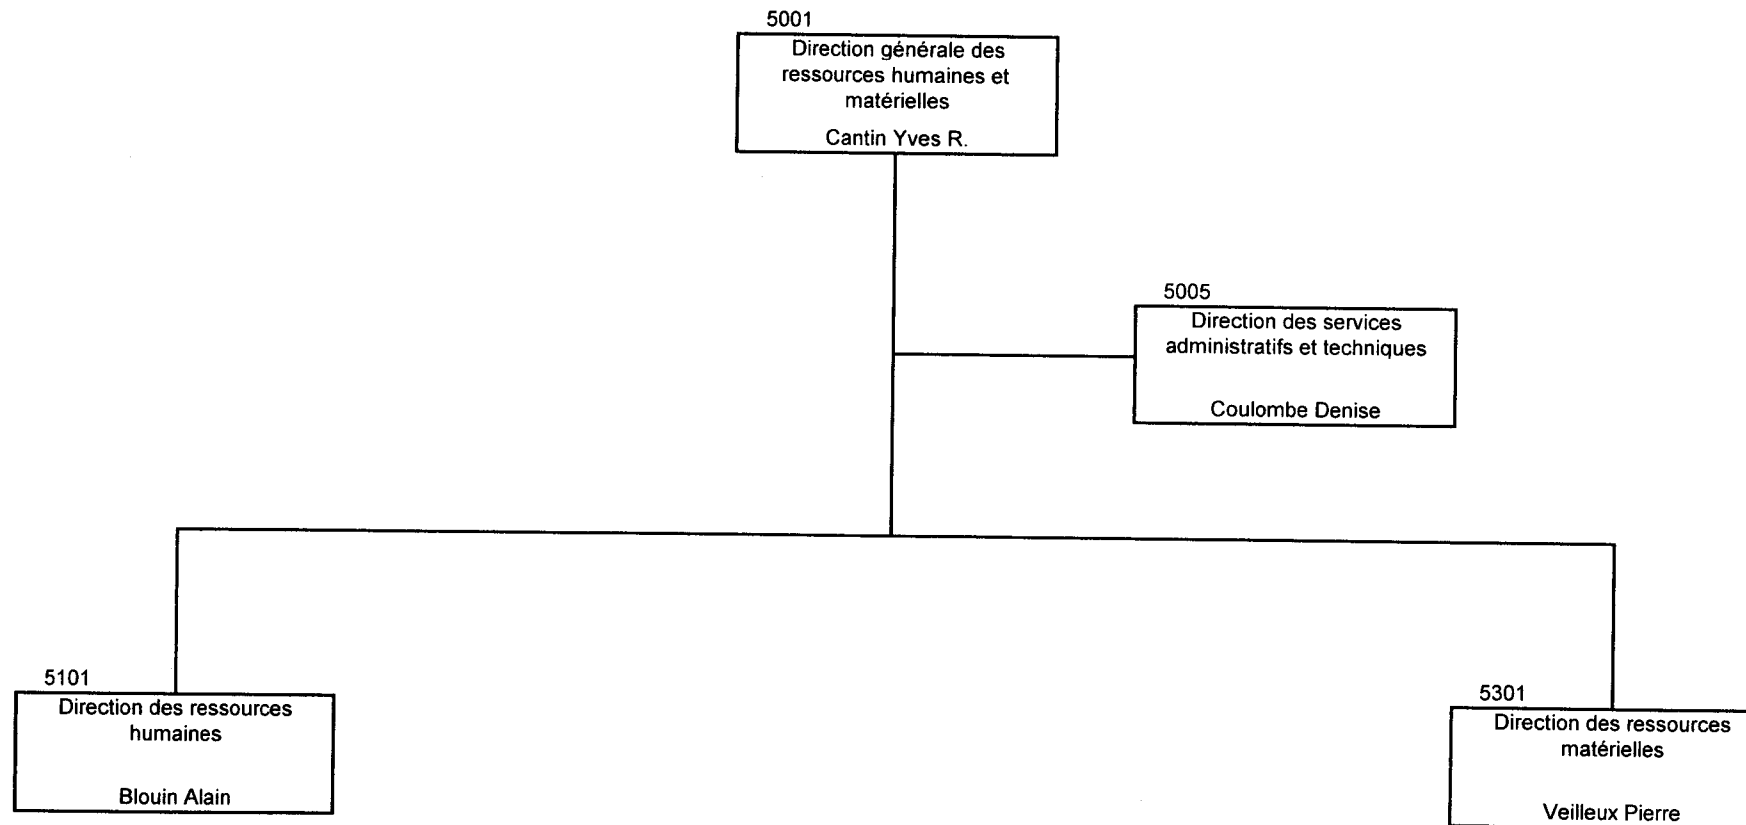 5001
Direction générale des
ressources humaines et
matérielles
Cantin Yves R.
5005
Direction des services
administratifs et techniques
Coulombe Denise
5101
Direction des ressources
humaines
Blouin Alain
5301
Direction des ressources
matérielles
Veilleux Pierre